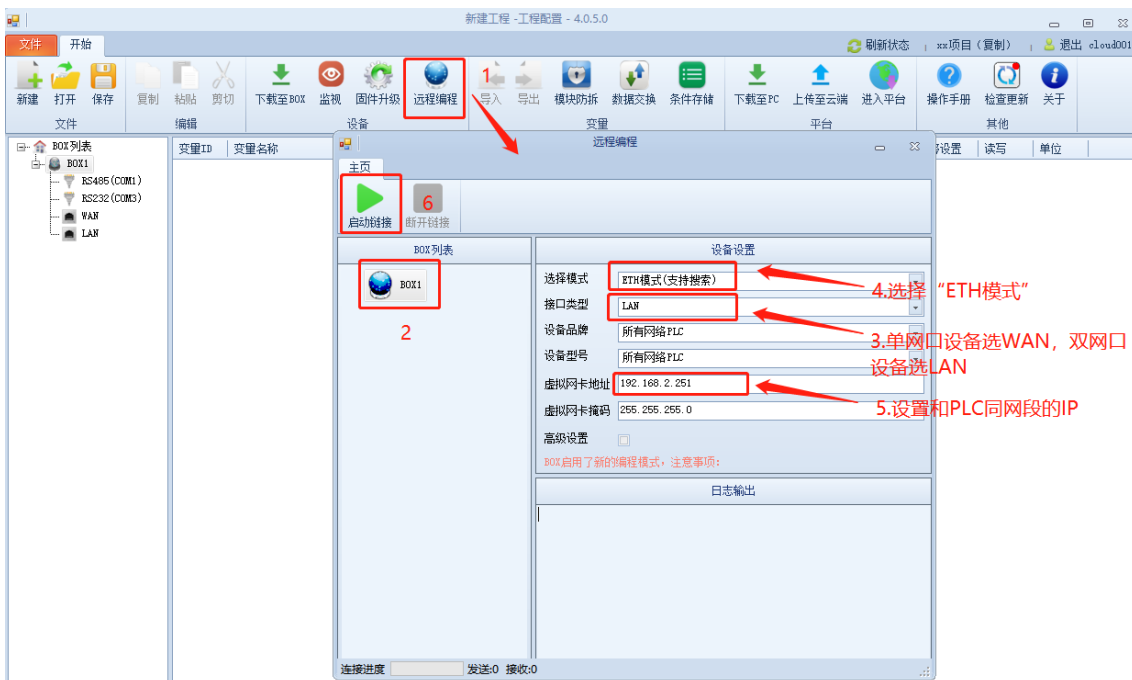 新建工程 -工程配置 - 4.0.5.0
文件 开始 刷新状态 xx项目（复制） 退出 cloud001
新建 打开 保存 复制 粘贴 剪切 下载至BOX 监视 固件升级 远程编程 导入 导出 模块防拆 数据交换 条件存储 下载至PC 上传至云端 进入平台 操作手册 检查更新 关于
1
文件 编辑 设备 变量 平台 其他
BOX列表
BOX1
RS485(COM1)
RS232(COM3)
WAN
LAN
变量ID 变量名称 设置 读写 单位
远程编程
主页
启动链接 断开链接
6
BOX列表
BOX1
2
设备设置
选择模式 ETH模式(支持搜索)
接口类型 LAN
设备品牌 所有网络PLC
设备型号 所有网络PLC
虚拟网卡地址 192.168.2.251
虚拟网卡掩码 255.255.255.0
高级设置
BOX启用了新的编程模式，注意事项:
4.选择“ETH模式”
3.单网口设备选WAN，双网口
设备选LAN
5.设置和PLC同网段的IP
日志输出
连接进度 发送:0 接收:0